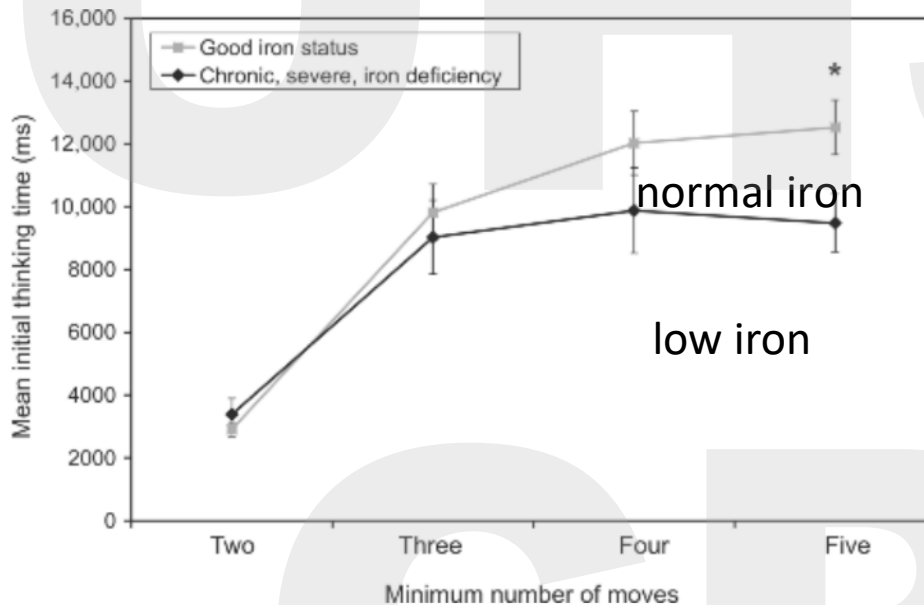 16,000
Good iron status
Chronic, severe, iron deficiency
14,000
*
12,000
normal iron
10,000
8000
low iron
6000
4000
2000
0
Mean initial thinking time (ms)
Two Three Four Five
Minimum number of moves